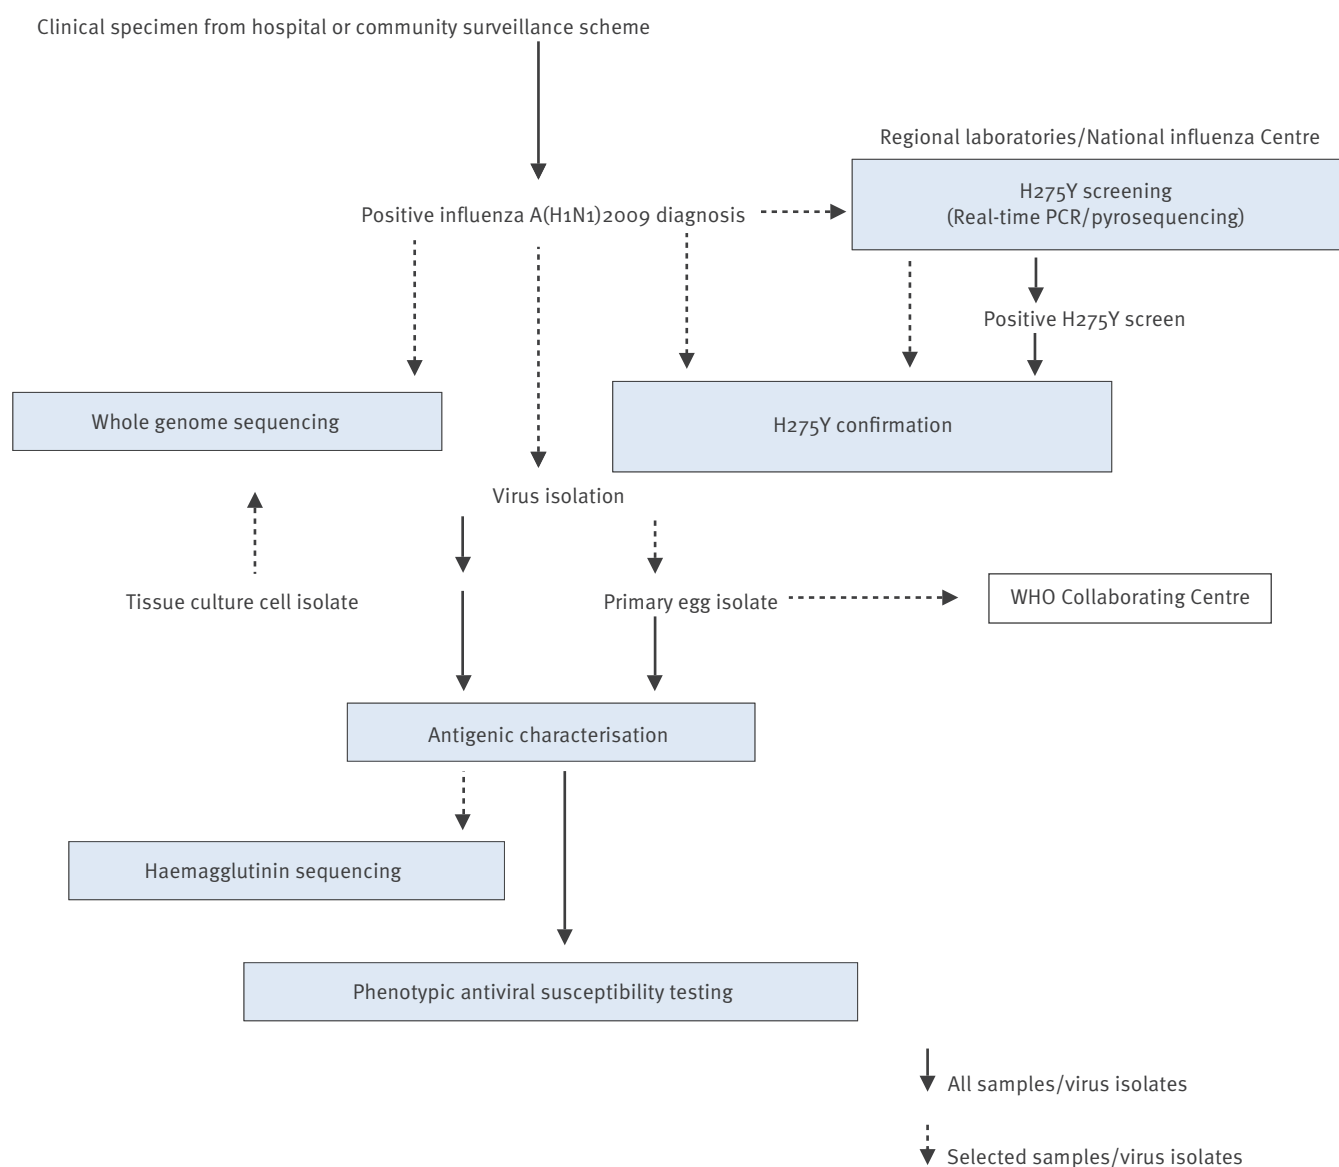 Clinical specimen from hospital or community surveillance scheme
Regional laboratories/National influenza Centre
H275Y screening
(Real-time PCR/pyrosequencing)
Positive influenza A(H1N1)2009 diagnosis
Positive H275Y screen
Whole genome sequencing
H275Y confirmation
Virus isolation
Tissue culture cell isolate
Primary egg isolate
WHO Collaborating Centre
Antigenic characterisation
Haemagglutinin sequencing
Phenotypic antiviral susceptibility testing
All samples/virus isolates
Selected samples/virus isolates